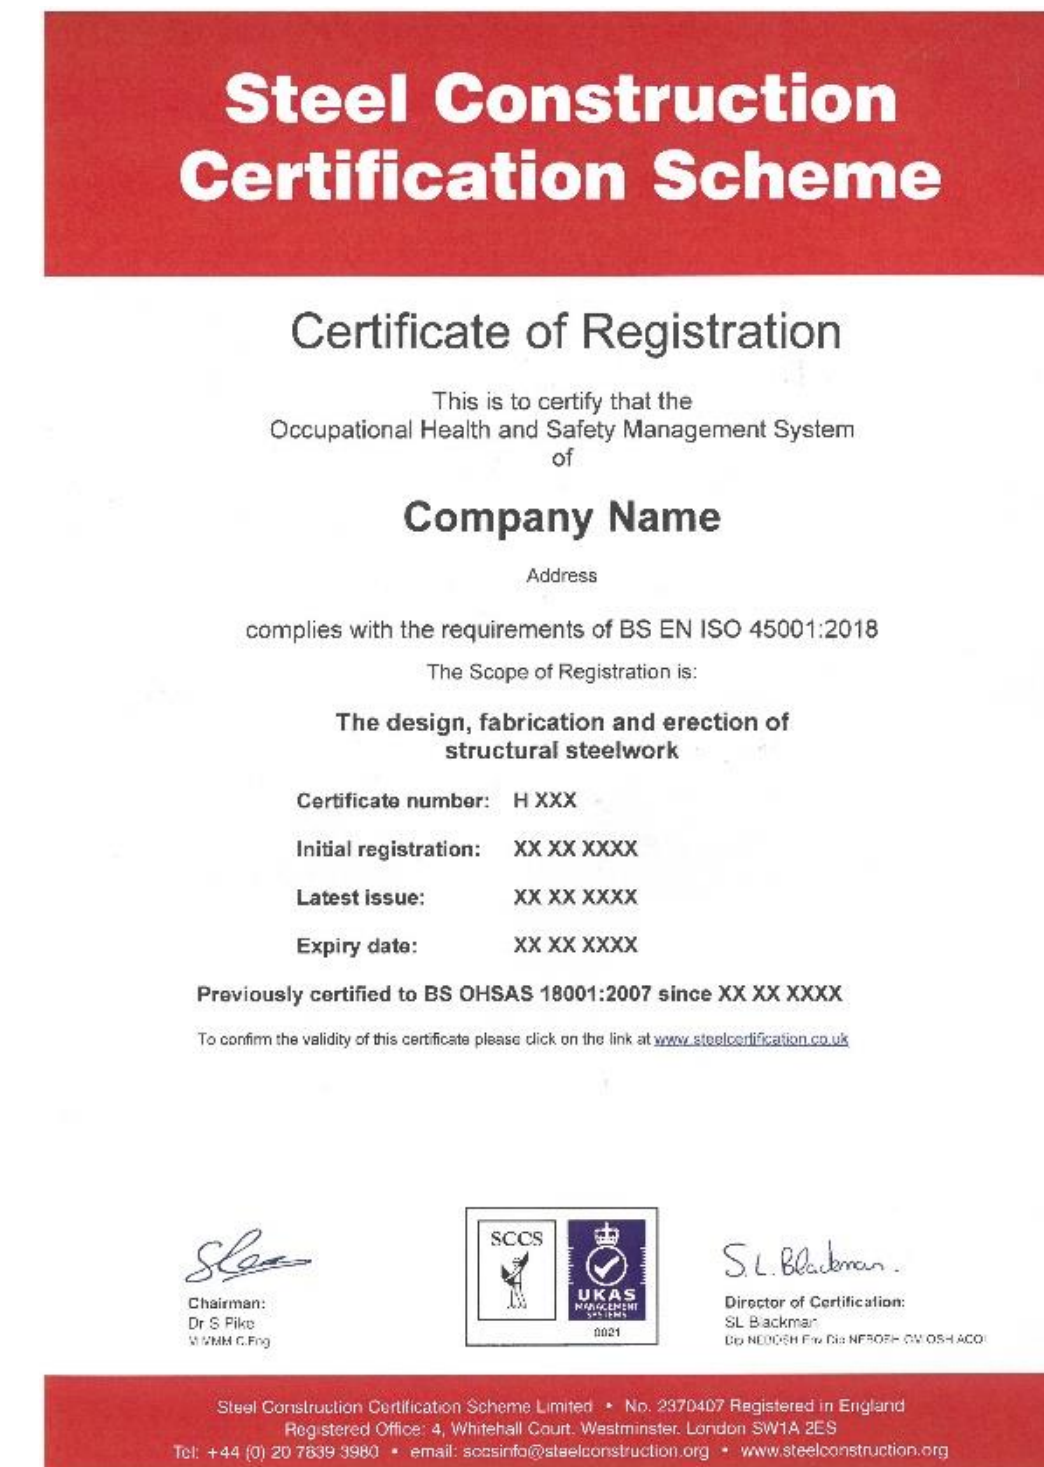 Steel Construction
Certification Scheme
Certificate of Registration
This is to certify that the
Occupational Health and Safety Management System
of
Company Name
Address
complies with the requirements of BS EN ISO 45001:2018
The Scope of Registration is:
The design, fabrication and erection of
structural steelwork
Certificate number: H XXX
Initial registration: XX XX XXXX
Latest issue: XX XX XXXX
Expiry date: XX XX XXXX
Previously certified to BS OHSAS 18001:2007 since XX XX XXXX
To confirm the validity of this certificate please click on the link at www.steelcertification.co.uk
SCCS
UKAS
MANAGEMENT
SYSTEMS
0021
S.L. Blackman.
Chairman:
Dr S Pike
Director of Certification:
SL Blackman
Steel Construction Certification Scheme Limited • No. 2370407 Registered in England
Registered Office: 4, Whitehall Court, Westminster, London SW1A 2ES
Tel: +44 (0) 20 7839 3980 • email: sccsinfo@steelconstruction.org • www.steelconstruction.org